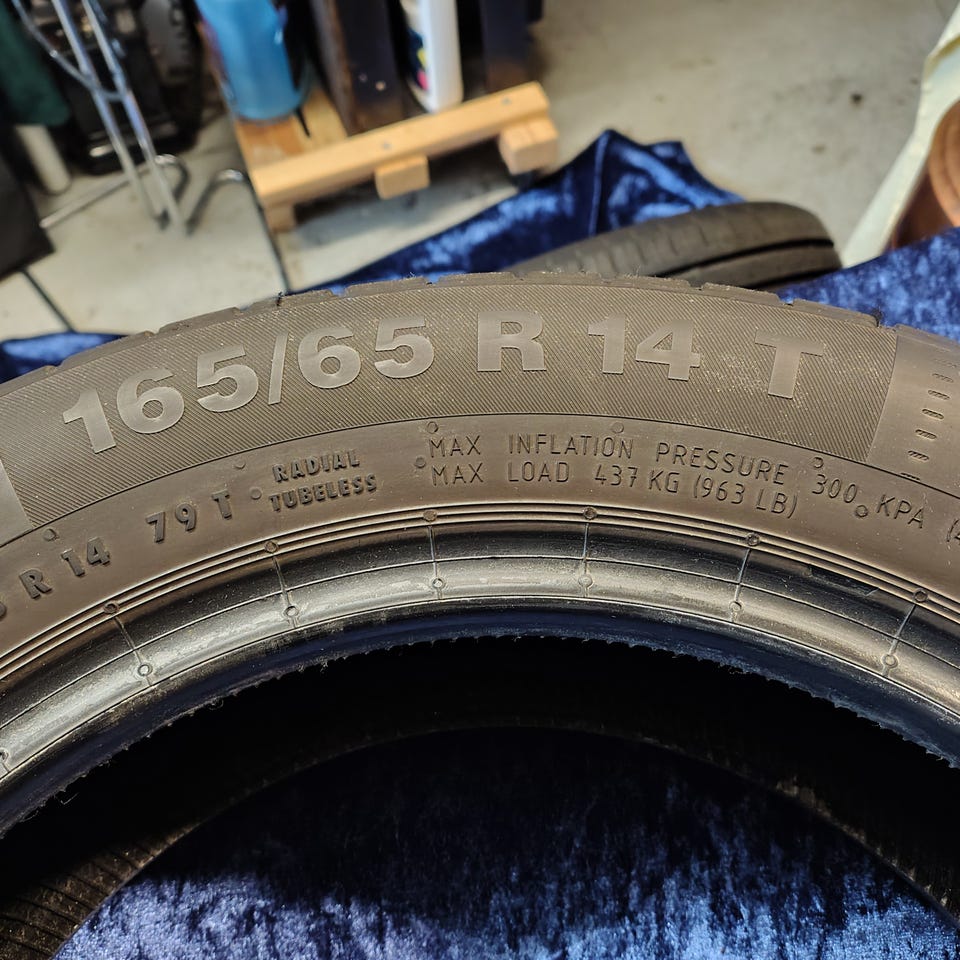 165/65 R 14 T
MAX INFLATION PRESSURE 300 KPA
MAX LOAD 437 KG (963 LB)
R 14 79 T
RADIAL
TUBELESS